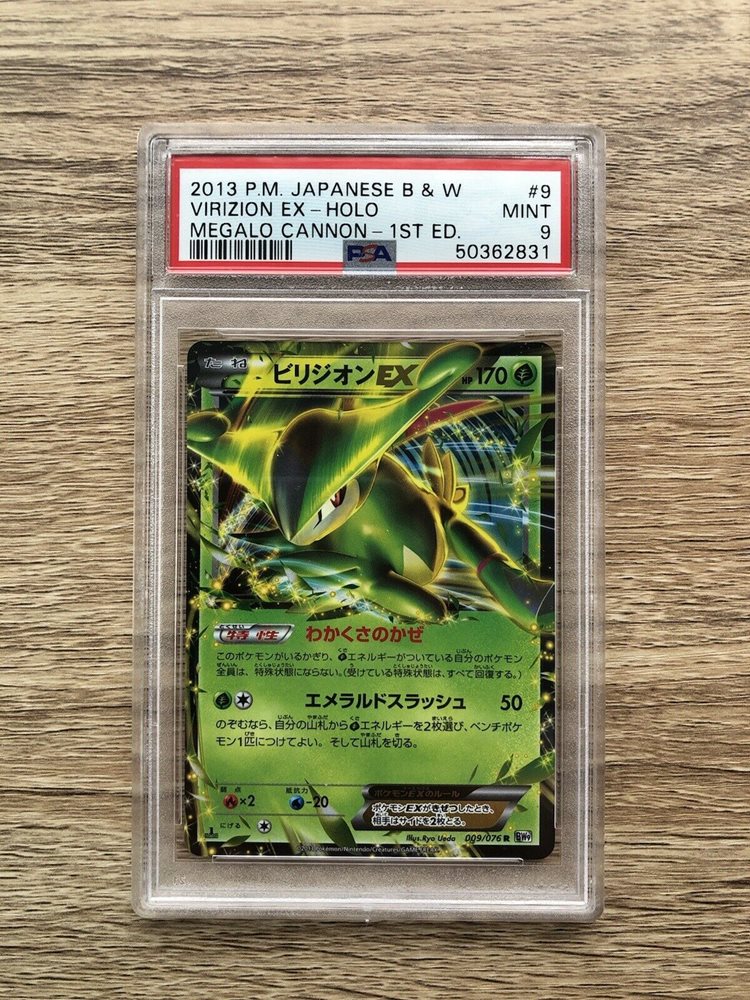 2013 P.M. JAPANESE B & W #9
VIRIZION EX - HOLO MINT
MEGALO CANNON - 1ST ED. 9
PSA 50362831
たね ビリジオンEX HP 170
とくせい
特性 わかくさのかぜ
このポケモンがいるかぎり、エネルギーがついている自分のポケモン
全員は、特殊状態にならない。(受けている特殊状態は、すべて回復する。)
エメラルドスラッシュ 50
のぞむなら、自分の山札からエネルギーを2枚選び、ベンチポケ
モン1匹につけてよい。そして山札を切る。
弱点 抵抗力
×2 -20
ポケモンEXのルール
ポケモンEXがきぜつしたとき、
相手はサイドを2枚とる。
にげる
Illus. Ryo Ueda 009/076 R BW9
©2013 Pokémon/Nintendo/Creatures/GAME FREAK.